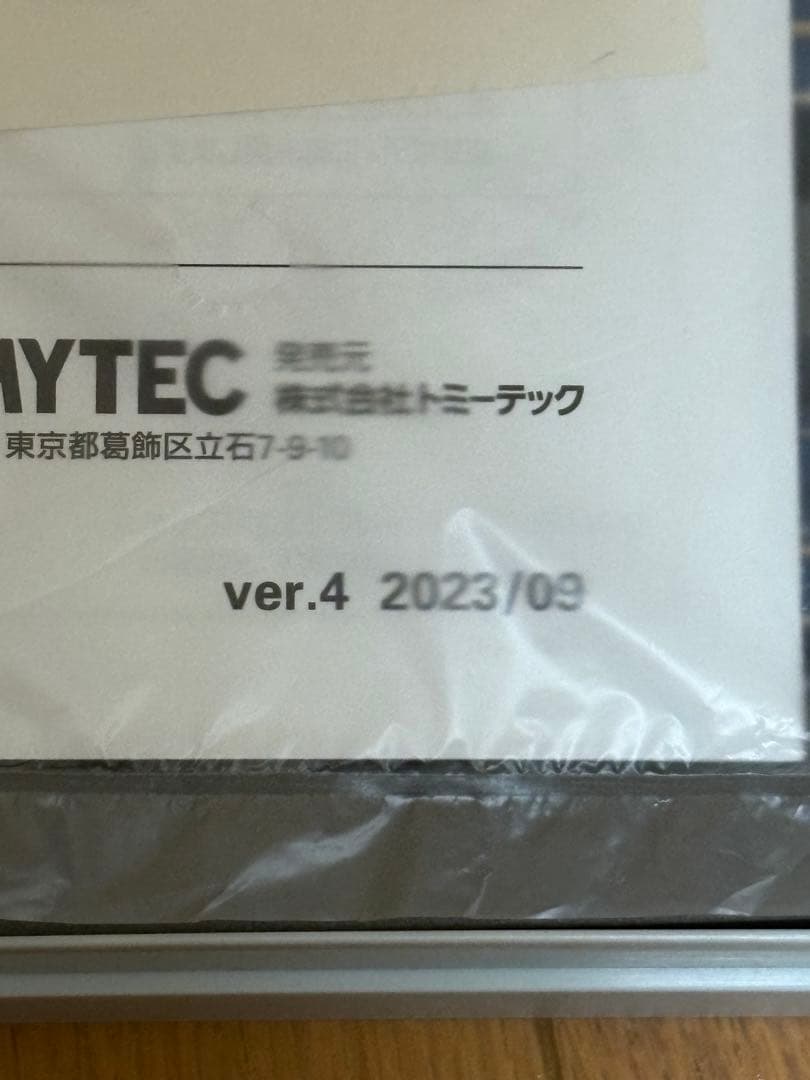 MYTEC
発売元
株式会社トミーテック
東京都葛飾区立石7-9-10
ver.4 2023/09